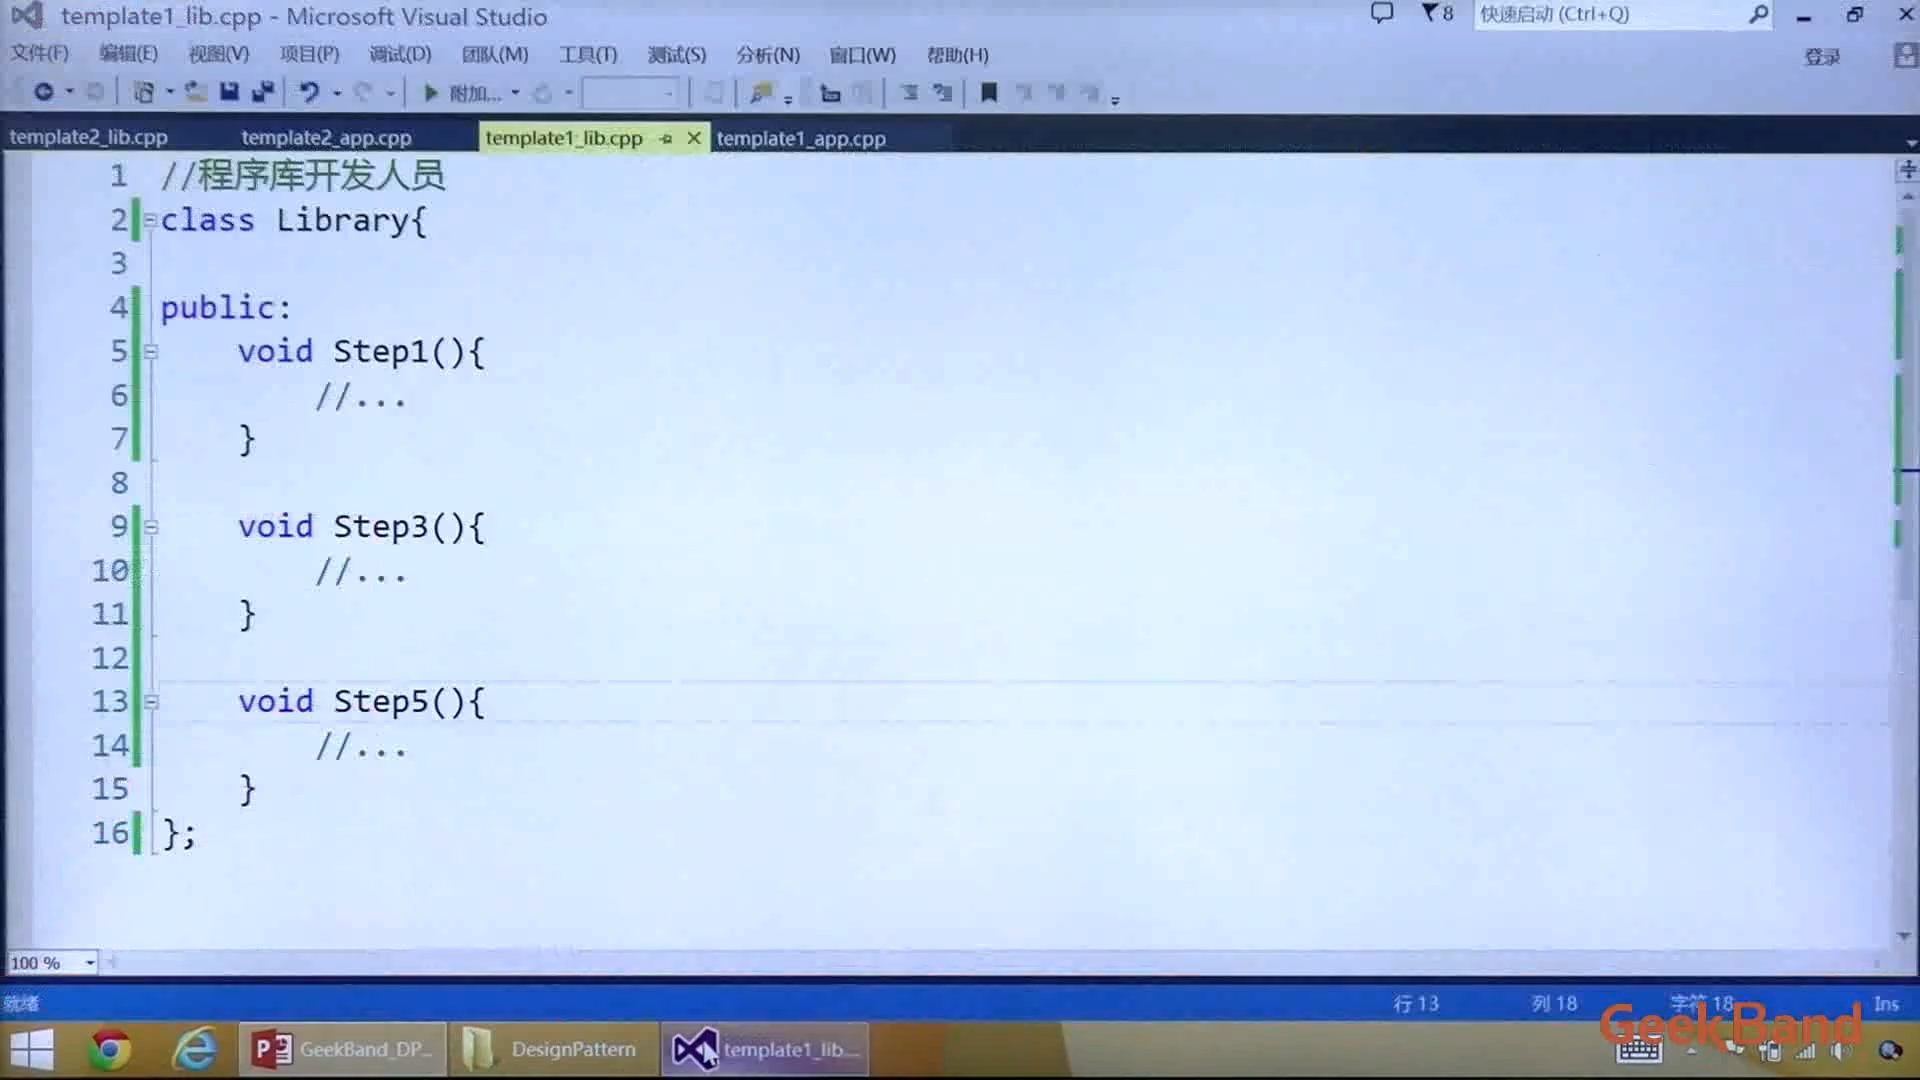 template1_lib.cpp - Microsoft Visual Studio
8
快速启动 (Ctrl+Q)
文件(F) 编辑(E) 视图(V) 项目(P) 调试(D) 团队(M) 工具(T) 测试(S) 分析(N) 窗口(W) 帮助(H)
登录
附加...
template2_lib.cpp template2_app.cpp template1_lib.cpp template1_app.cpp
1 //程序库开发人员
2 class Library{
3
4 public:
5 void Step1(){
6 //...
7 }
8
9 void Step3(){
10 //...
11 }
12
13 void Step5(){
14 //...
15 }
16 };
100 %
就绪 行 13 列 18 字符 18 Ins
GeekBand
GeekBand_DP... DesignPattern template1_lib...